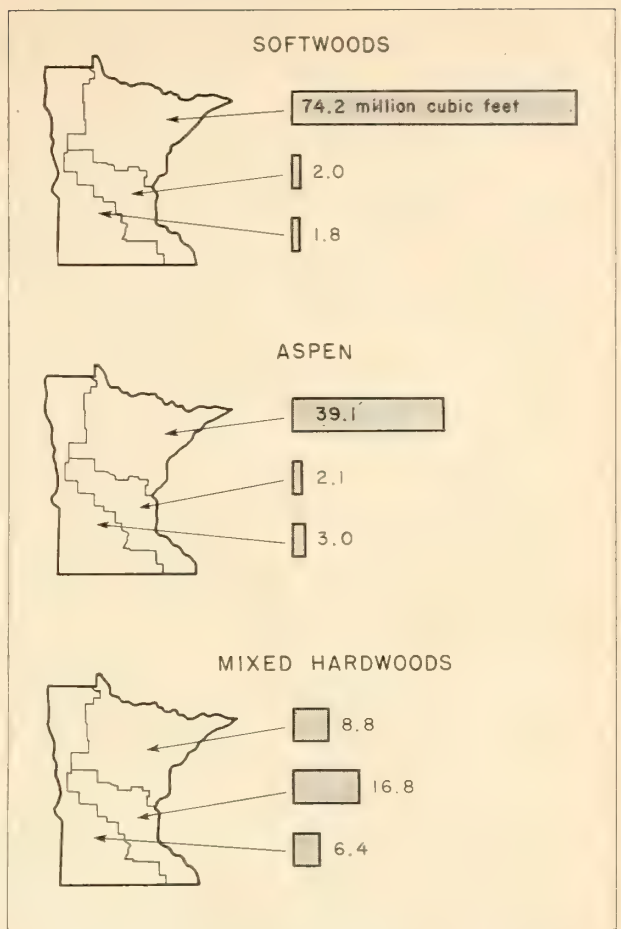 SOFTWOODS
74.2 million cubic feet
2.0
1.8
ASPEN
39.1
2.1
3.0
MIXED HARDWOODS
8.8
16.8
6.4